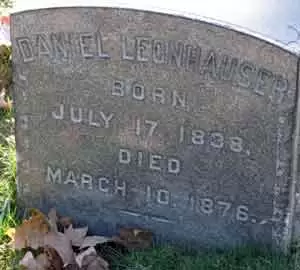 DANIEL LEONHAUSER
BORN
JULY 17, 1838.
DIED
MARCH 10, 1876.